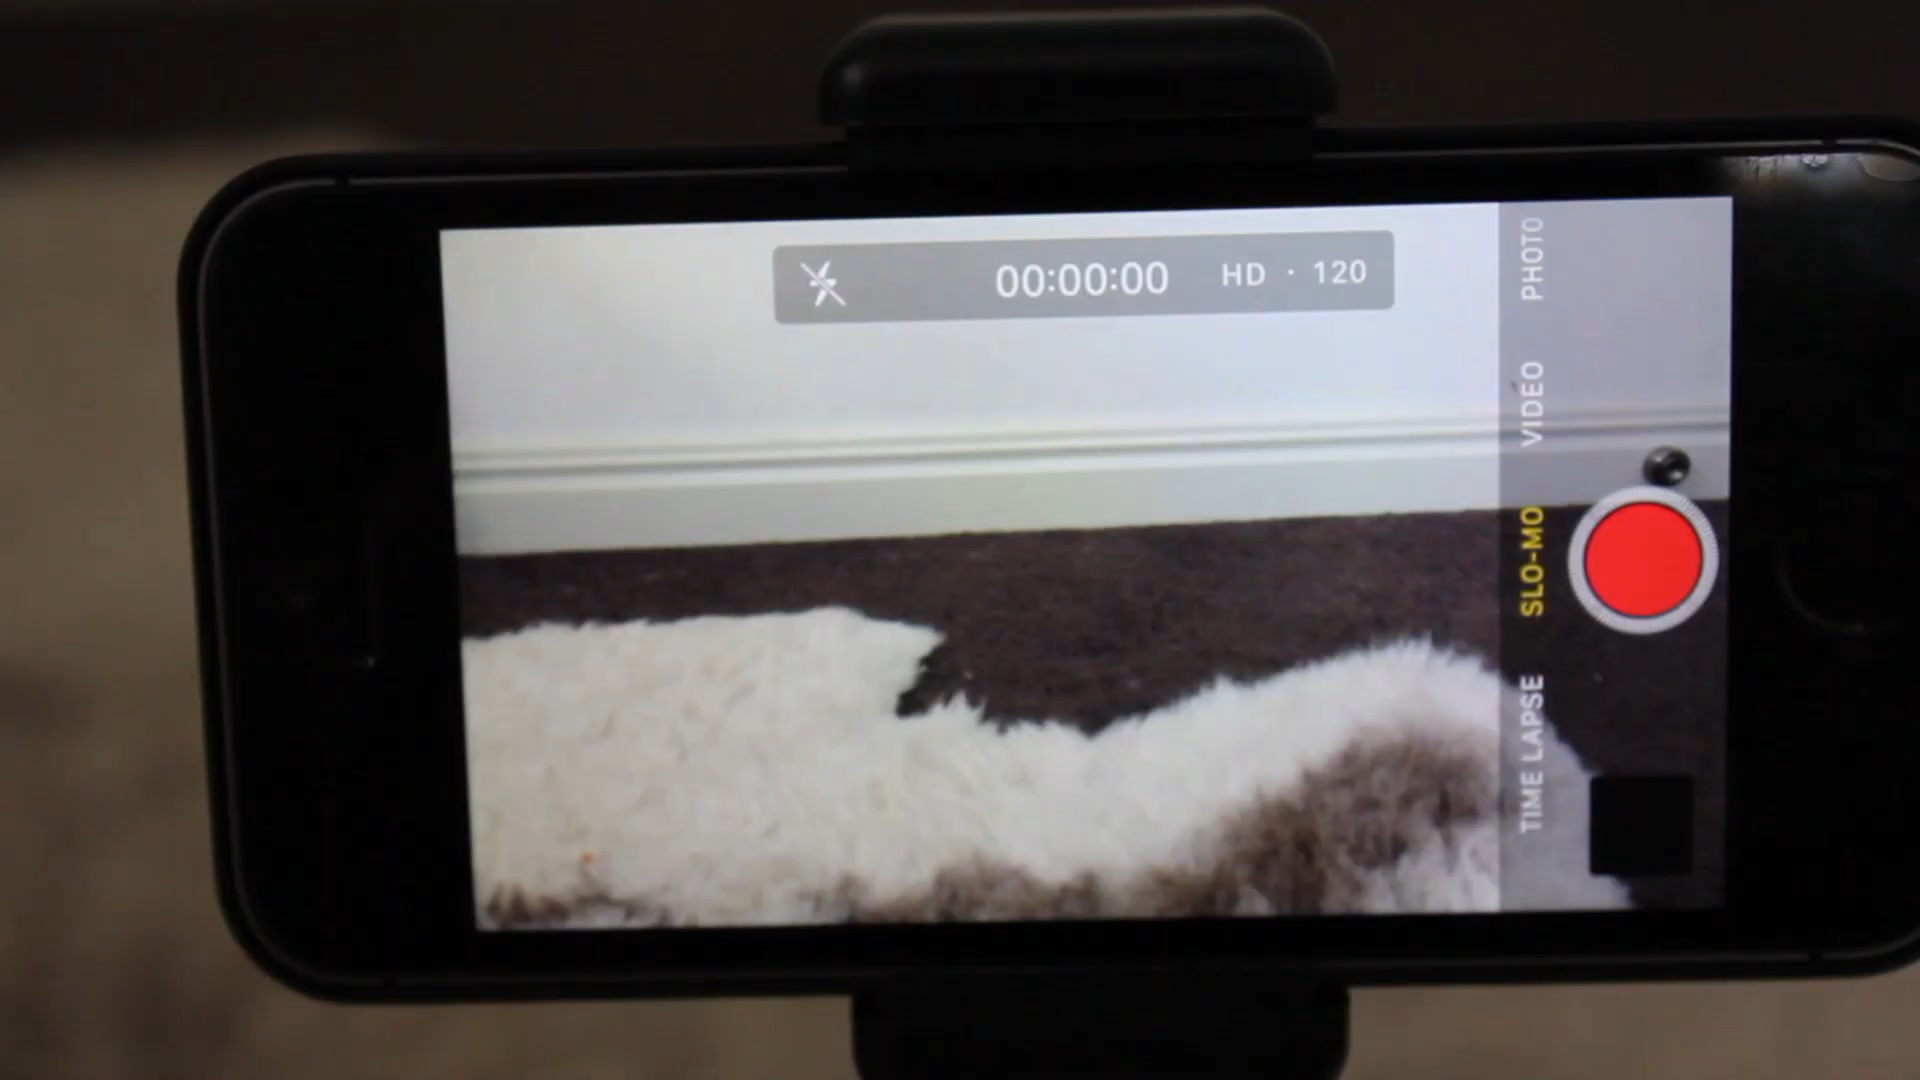 00:00:00 HD · 120
PHOTO
VIDEO
SLO-MO
TIME LAPSE